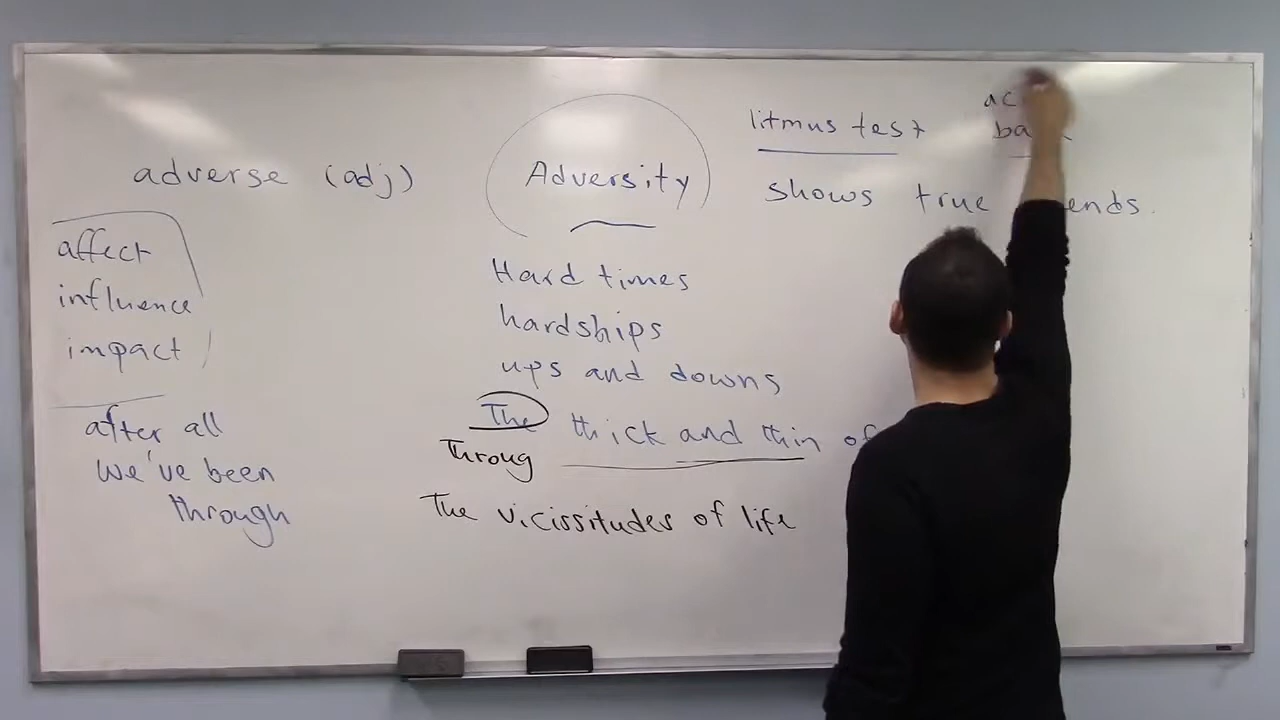 adverse (adj)
affect
influence
impact
after all
we've been
through
Adversity
Hard times
hardships
ups and downs
The thick and thin of
Throug
The vicissitudes of life
litmus test
shows true